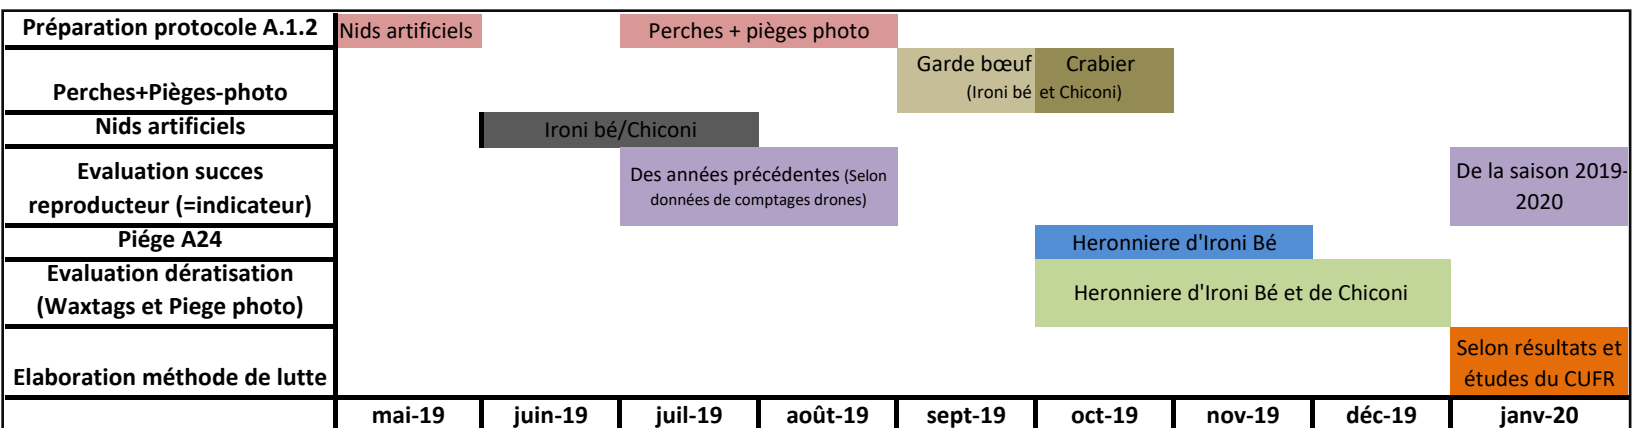 Préparation protocole A.1.2
Nids artificiels
Perches + pièges photo
Garde bœuf
Crabier
(Ironi bé et Chiconi)
Perches+Pièges-photo
Nids artificiels
Ironi bé/Chiconi
Evaluation succes
reproducteur (=indicateur)
Des années précédentes (Selon
données de comptages drones)
De la saison 2019-
2020
Piége A24
Heronniere d'Ironi Bé
Evaluation dératisation
(Waxtags et Piege photo)
Heronniere d'Ironi Bé et de Chiconi
Elaboration méthode de lutte
Selon résultats et
études du CUFR
mai-19 juin-19 juil-19 août-19 sept-19 oct-19 nov-19 déc-19 janv-20